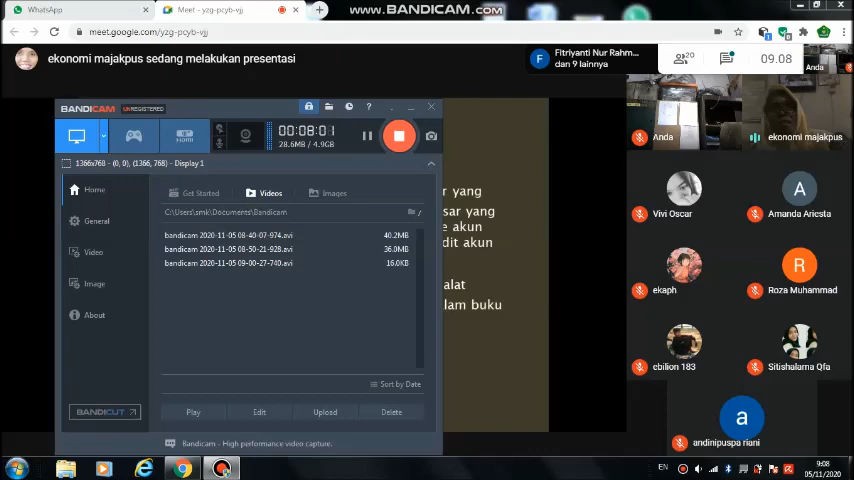 WhatsApp
Meet - yzg-pcyb-vjj
WWW.BANDICAM.COM
meet.google.com/yzg-pcyb-vjj
ekonomi majakpus sedang melakukan presentasi
F
Fitriyanti Nur Rahm...
dan 9 lainnya
20
09.08
Anda
BANDICAM UNREGISTERED
HDMI
00:08:01
28.6MB / 4.9GB
1366x768 - (0, 0), (1366, 768) - Display 1
Home
General
Video
Image
About
BANDICUT
Get Started
Videos
Images
C:\Users\smk\Documents\Bandicam
bandicam 2020-11-05 08-40-07-974.avi 40.2MB
bandicam 2020-11-05 08-50-21-928.avi 36.0MB
bandicam 2020-11-05 09-00-27-740.avi 16.0KB
Sort by Date
Play Edit Upload Delete
Bandicam - High performance video capture.
yang
sar yang
akun
dit akun
alat
lam buku
Anda
ekonomi majakpus
A
Vivi Oscar
Amanda Ariesta
R
ekaph
Roza Muhammad
ebilion 183
Sitishalama Qfa
a
andinipuspa riani
EN
9:08
05/11/2020